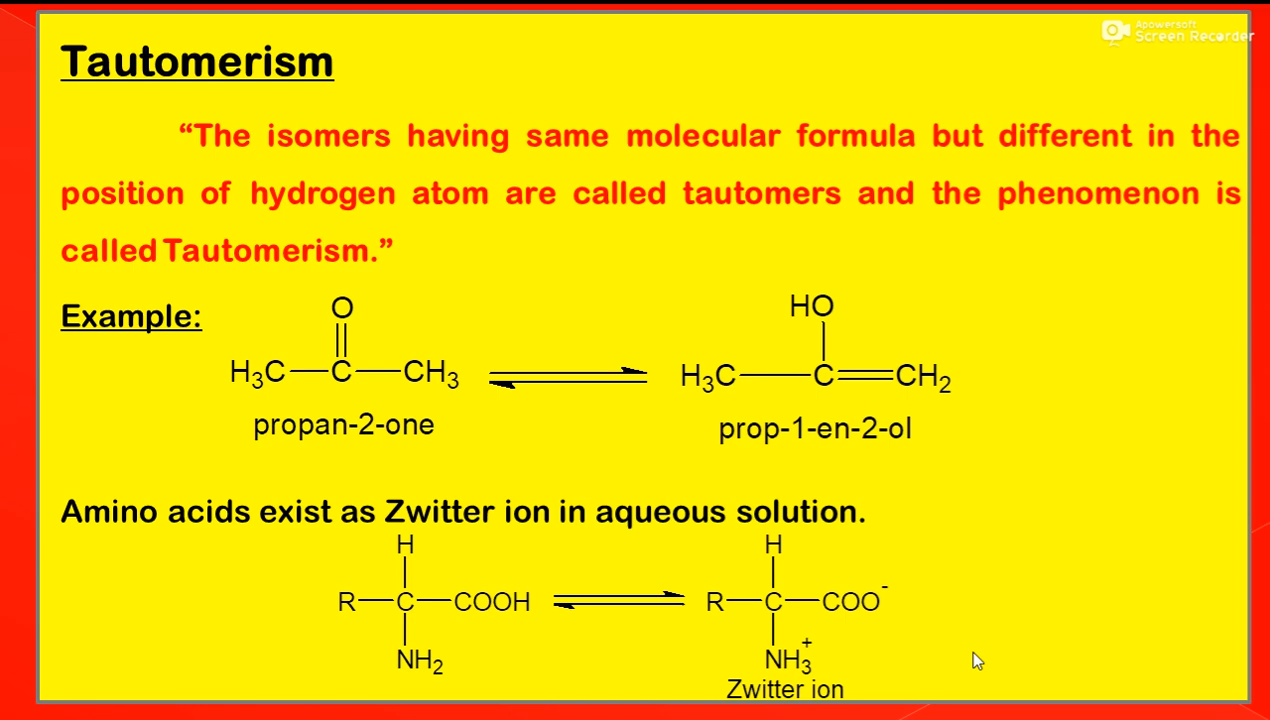 Apowersoft
Screen Recorder
Tautomerism
“The isomers having same molecular formula but different in the
position of hydrogen atom are called tautomers and the phenomenon is
called Tautomerism.”
Example:
O
H₃C—C—CH₃
propan-2-one
HO
H₃C—C=CH₂
prop-1-en-2-ol
Amino acids exist as Zwitter ion in aqueous solution.
H
R—C—COOH
NH₂
H
R—C—COO⁻
NH₃⁺
Zwitter ion